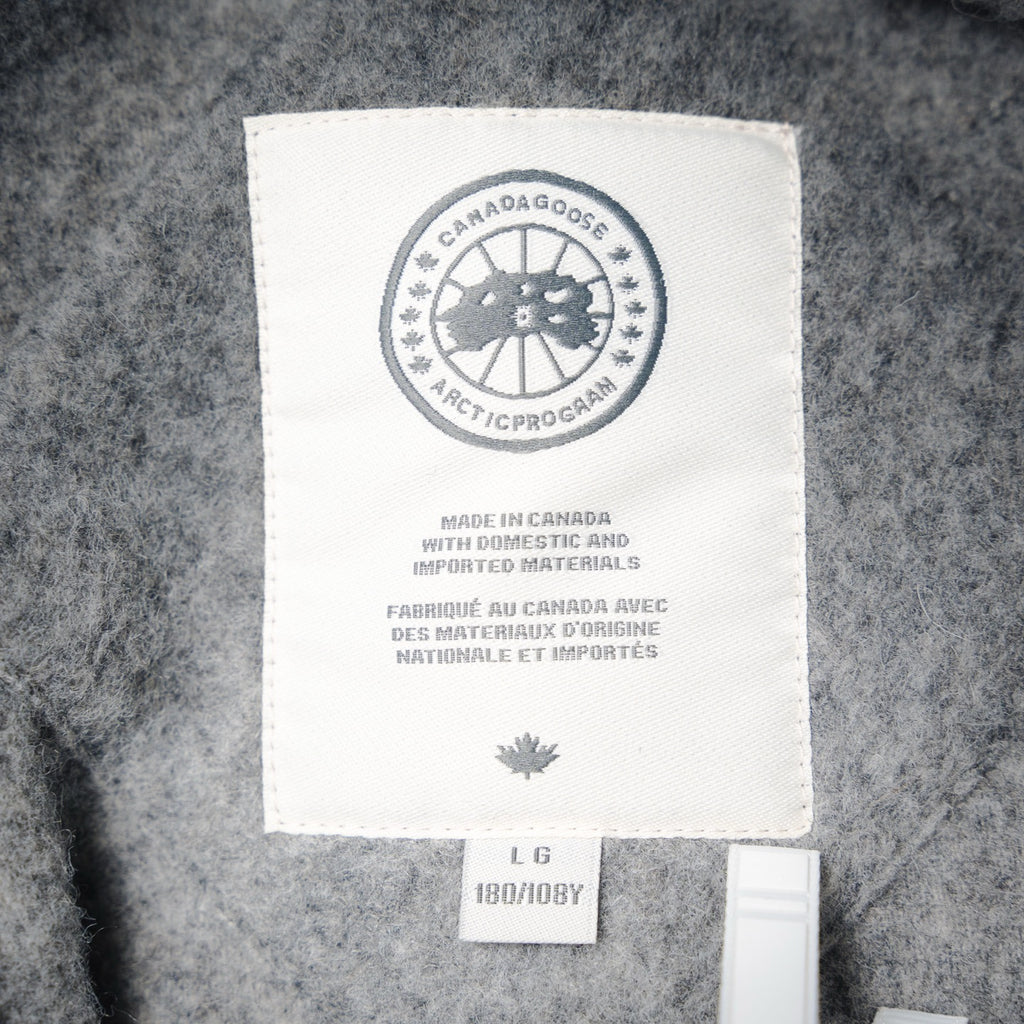 CANADA GOOSE
ARCTIC PROGRAM
MADE IN CANADA
WITH DOMESTIC AND
IMPORTED MATERIALS
FABRIQUÉ AU CANADA AVEC
DES MATERIAUX D'ORIGINE
NATIONALE ET IMPORTÉS
LG
180/108Y